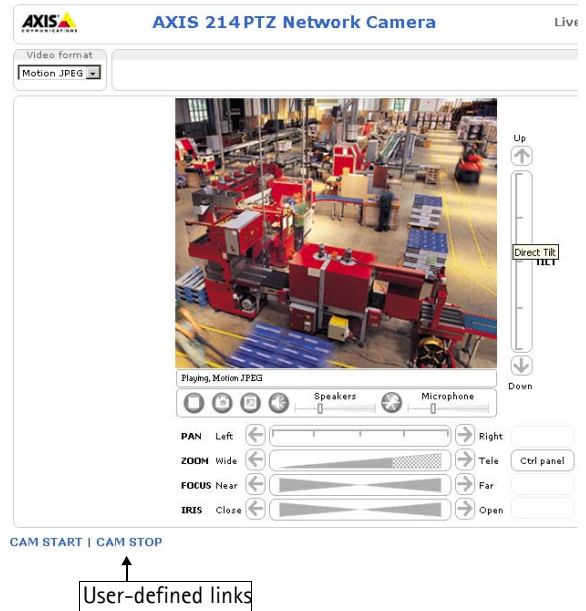 AXIS
COMMUNICATIONS
AXIS 214 PTZ Network Camera
Live
Video format
Motion JPEG
Up
Direct Tilt
TILT
Down
Playing, Motion JPEG
Speakers
Microphone
PAN Left Right
ZOOM Wide Tele Ctrl panel
FOCUS Near Far
IRIS Close Open
CAM START | CAM STOP
User-defined links